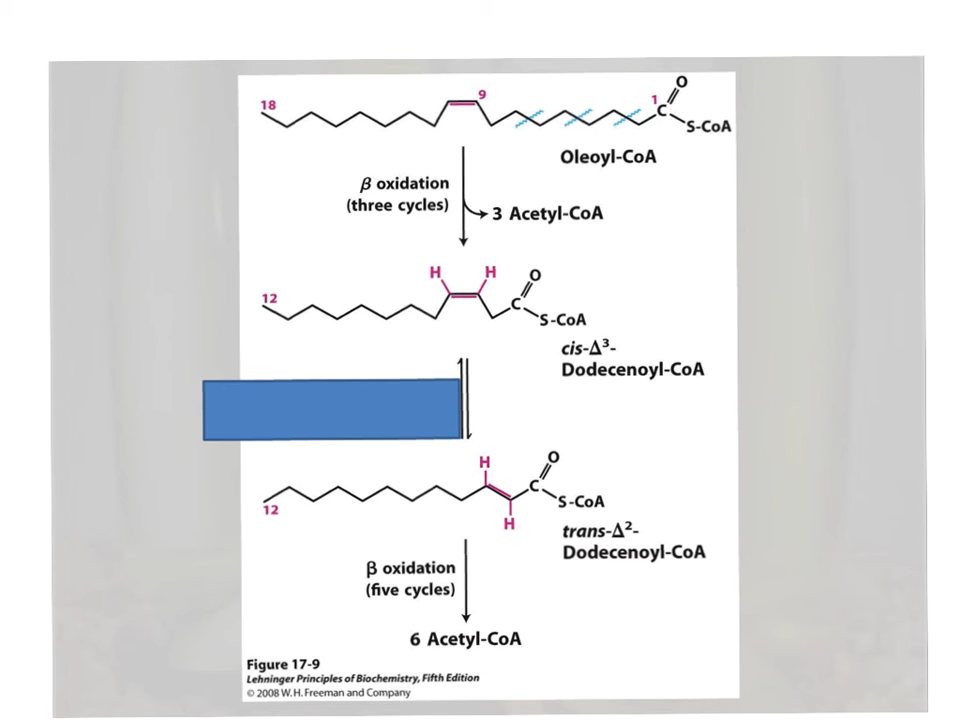 18
9
1
O
C
S-CoA
Oleoyl-CoA
β oxidation
(three cycles)
3 Acetyl-CoA
H
H
O
12
C
S-CoA
cis-Δ³-
Dodecenoyl-CoA
H
O
C
S-CoA
12
H
trans-Δ²-
Dodecenoyl-CoA
β oxidation
(five cycles)
6 Acetyl-CoA
Figure 17-9
Lehninger Principles of Biochemistry, Fifth Edition
© 2008 W. H. Freeman and Company